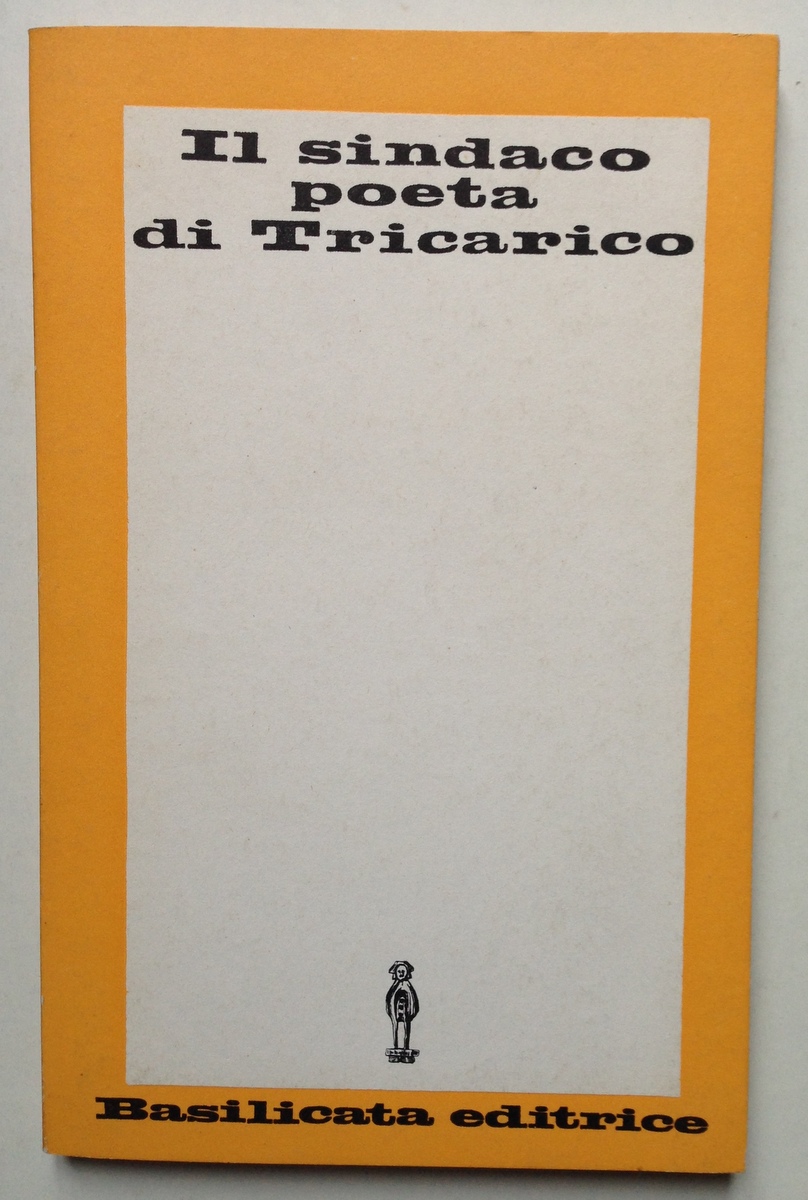 Il sindaco
poeta
di Tricarico
Basilicata editrice